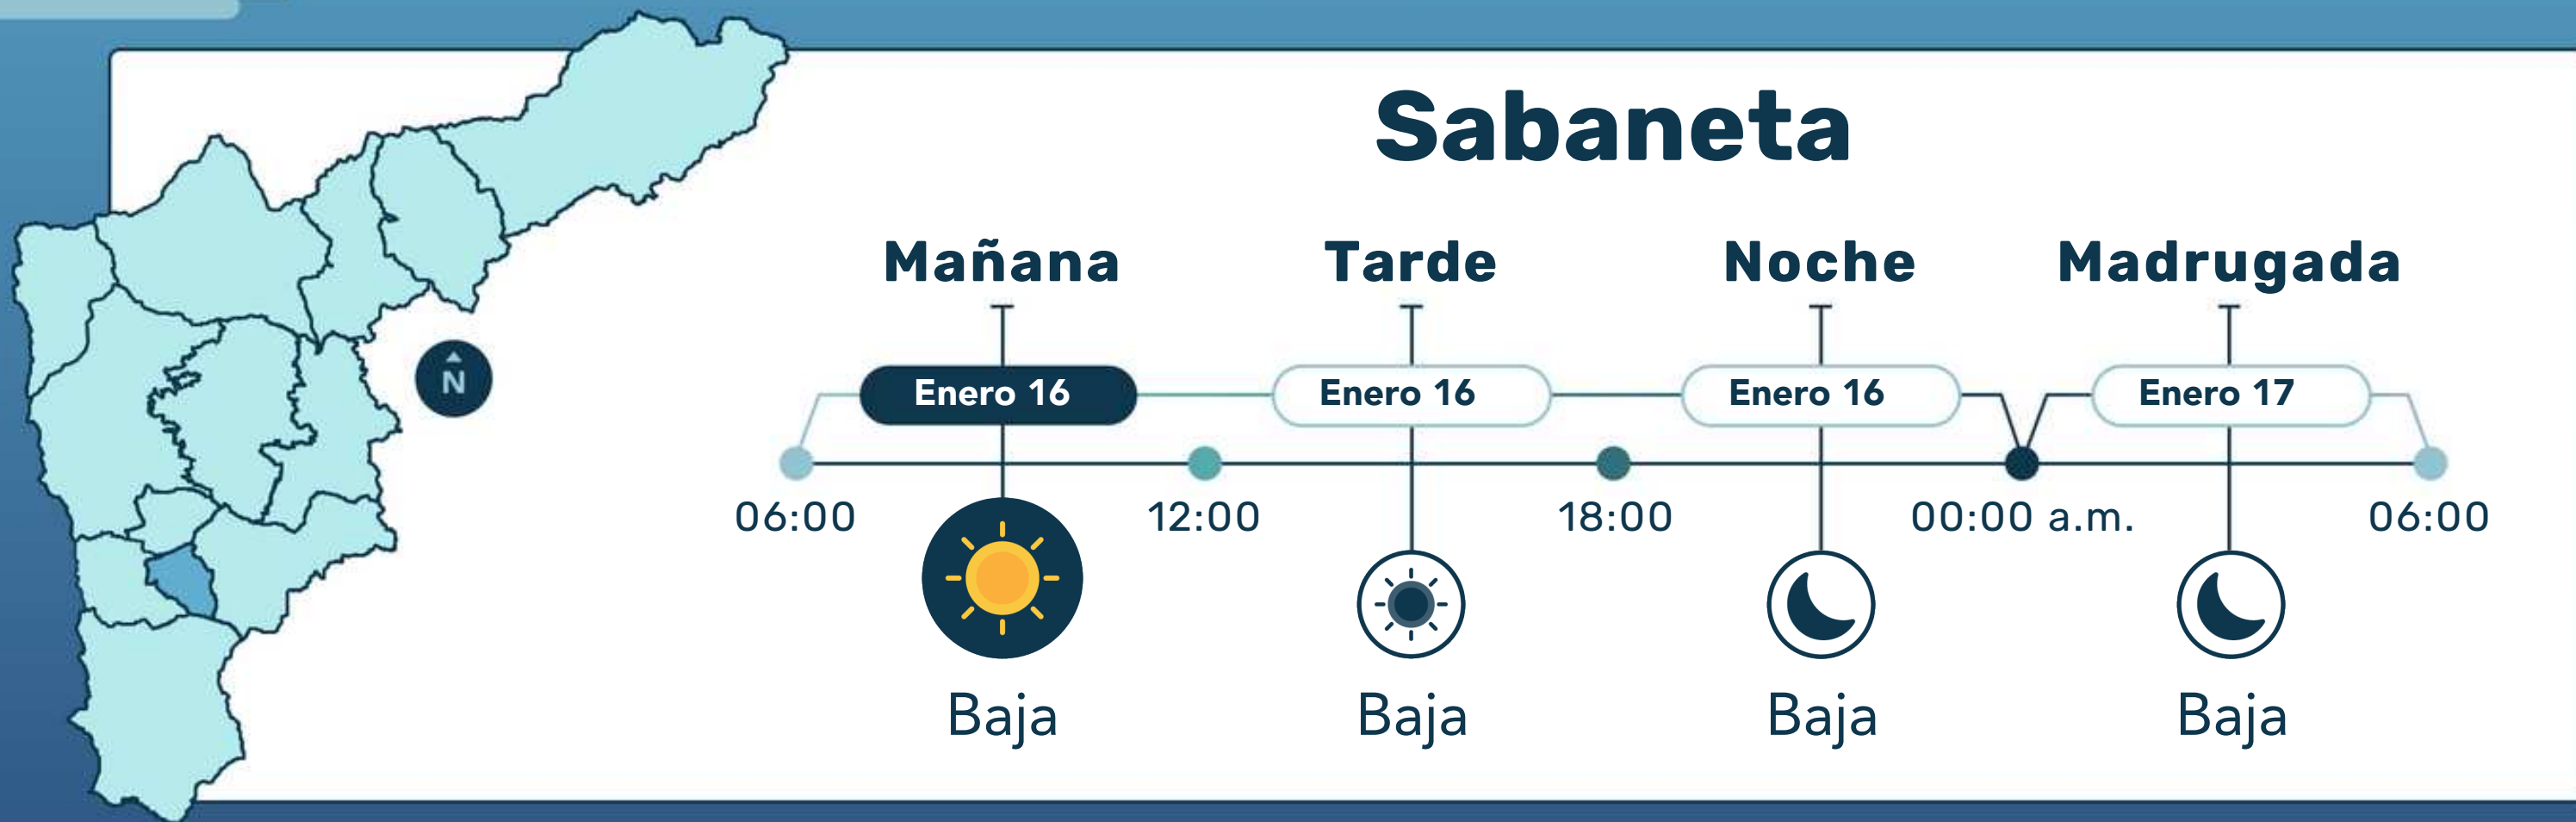 Sabaneta
Mañana Tarde Noche Madrugada
N
Enero 16 Enero 16 Enero 16 Enero 17
06:00 12:00 18:00 00:00 a.m. 06:00
Baja Baja Baja Baja